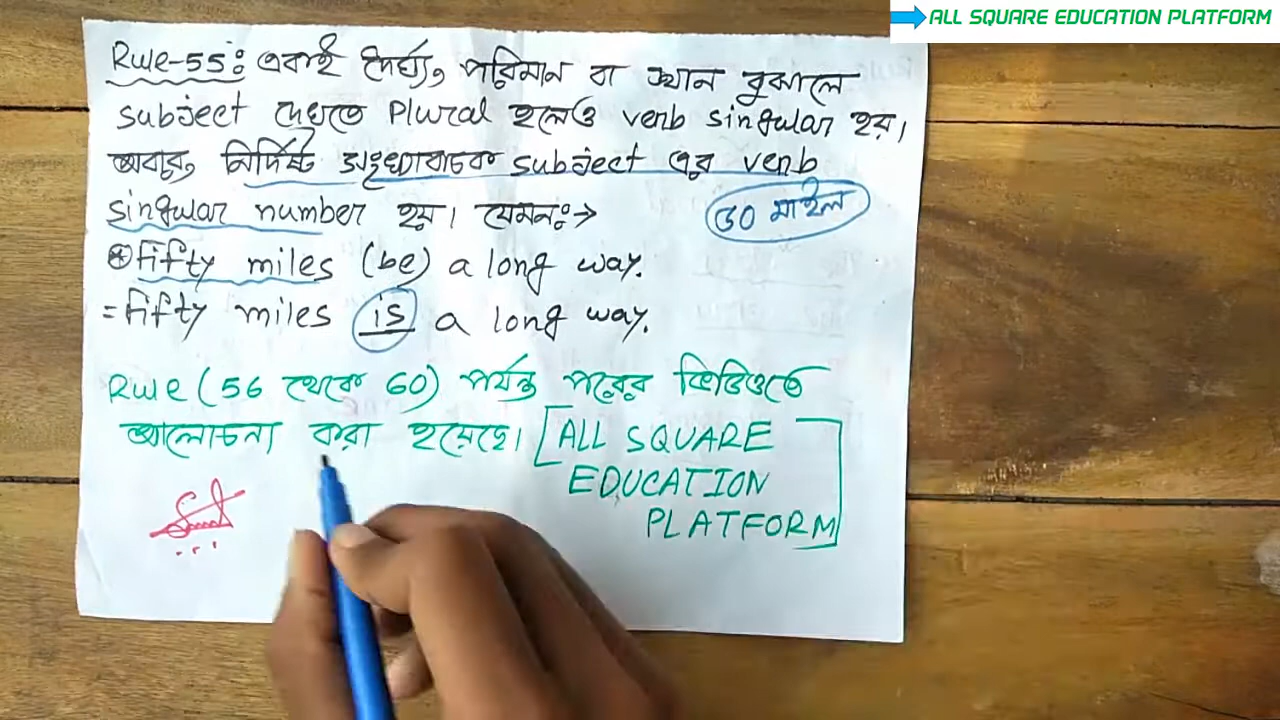 ALL SQUARE EDUCATION PLATFORM
Rule-55: একই দৈর্ঘ্য, পরিমান বা স্থান বুঝালে
subject দেখতে Plural হলেও verb singular হয়।
আবার, নির্দিষ্ট সংখ্যাবাচক subject এর verb
singular number হয়। যেমনঃ→
৫০ মাইল
fifty miles (be) a long way.
= fifty miles is a long way.
Rule (56 থেকে 60) পর্যন্ত পরের ভিডিওতে
আলোচনা করা হয়েছে। [ALL SQUARE
EDUCATION
PLATFORM]